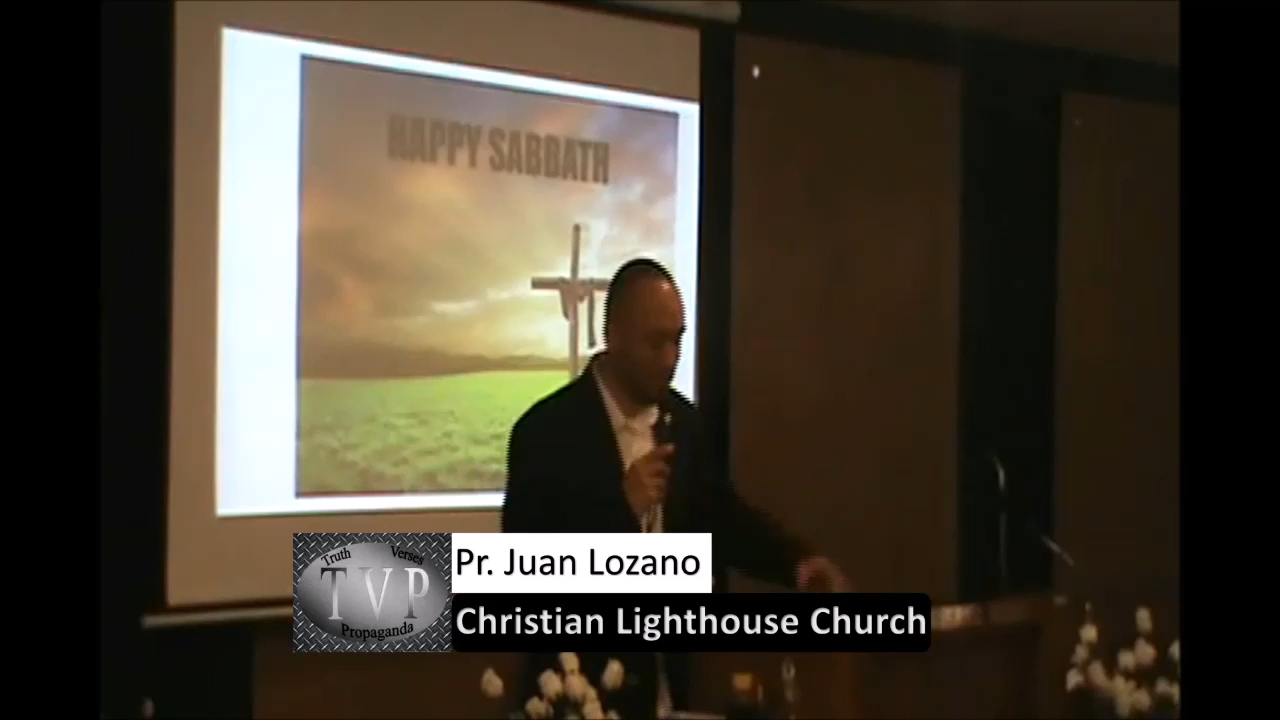 HAPPY SABBATH
Truth Verses
TVP
Propaganda
Pr. Juan Lozano
Christian Lighthouse Church